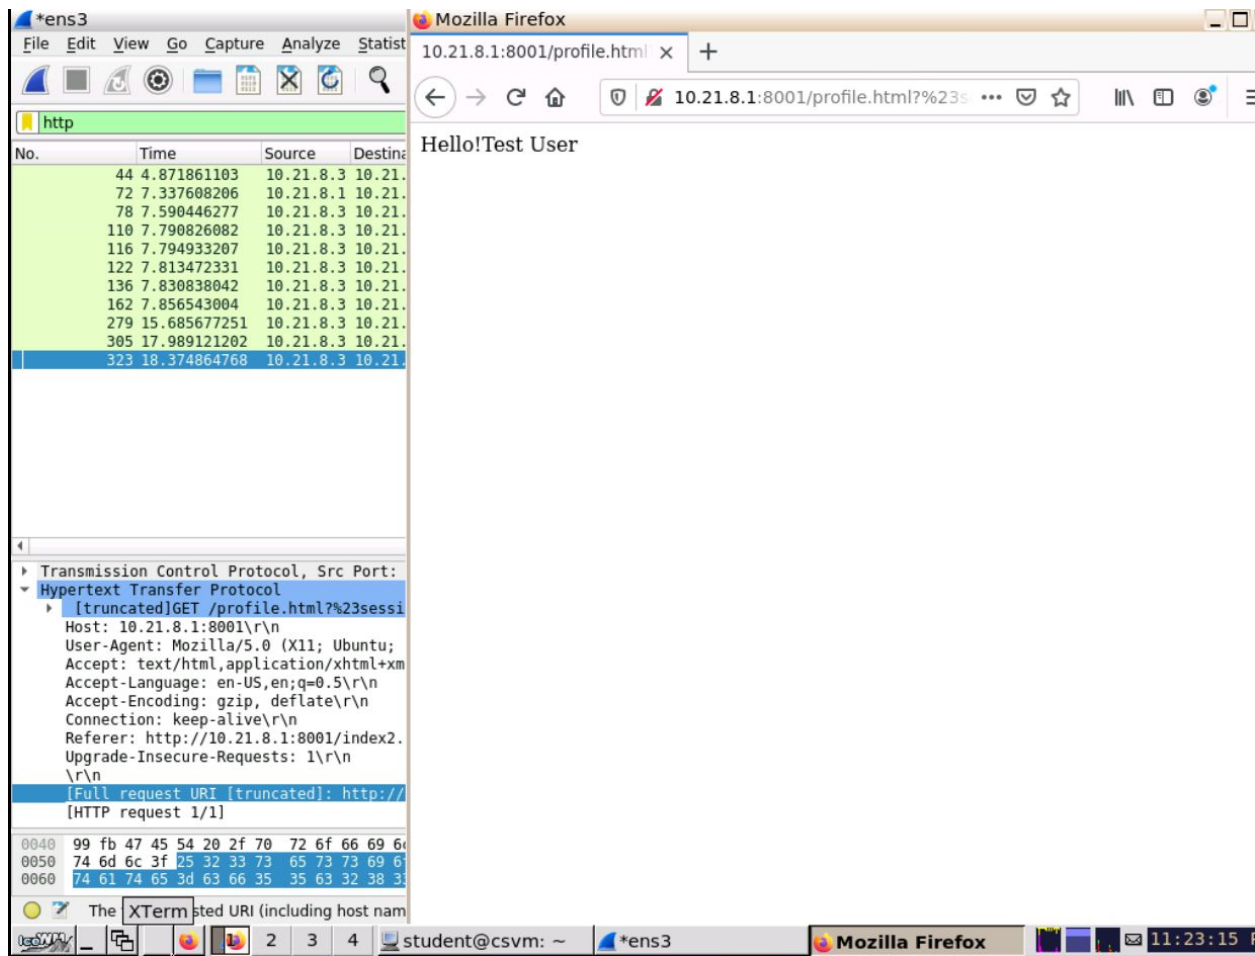 *ens3
File Edit View Go Capture Analyze Statist
http
No. Time Source Destina
44 4.871861103 10.21.8.3 10.21.
72 7.337608206 10.21.8.1 10.21.
78 7.590446277 10.21.8.3 10.21.
110 7.790826082 10.21.8.3 10.21.
116 7.794933207 10.21.8.3 10.21.
122 7.813472331 10.21.8.3 10.21.
136 7.830838042 10.21.8.3 10.21.
162 7.856543004 10.21.8.3 10.21.
279 15.685677251 10.21.8.3 10.21.
305 17.989121202 10.21.8.3 10.21.
323 18.374864768 10.21.8.3 10.21.
Transmission Control Protocol, Src Port:
Hypertext Transfer Protocol
[truncated]GET /profile.html?%23sessi
Host: 10.21.8.1:8001\r\n
User-Agent: Mozilla/5.0 (X11; Ubuntu;
Accept: text/html,application/xhtml+xm
Accept-Language: en-US,en;q=0.5\r\n
Accept-Encoding: gzip, deflate\r\n
Connection: keep-alive\r\n
Referer: http://10.21.8.1:8001/index2.
Upgrade-Insecure-Requests: 1\r\n
\r\n
[Full request URI [truncated]: http://
[HTTP request 1/1]
0040 99 fb 47 45 54 20 2f 70 72 6f 66 69 6
0050 74 6d 6c 3f 25 32 33 73 65 73 73 69 6
0060 74 61 74 65 3d 63 66 35 35 63 32 38 3
The XTerm sted URI (including host nam
Mozilla Firefox
10.21.8.1:8001/profile.html
10.21.8.1:8001/profile.html?%23s
Hello!Test User
1 2 3 4 student@csvm: ~ *ens3 Mozilla Firefox 11:23:15